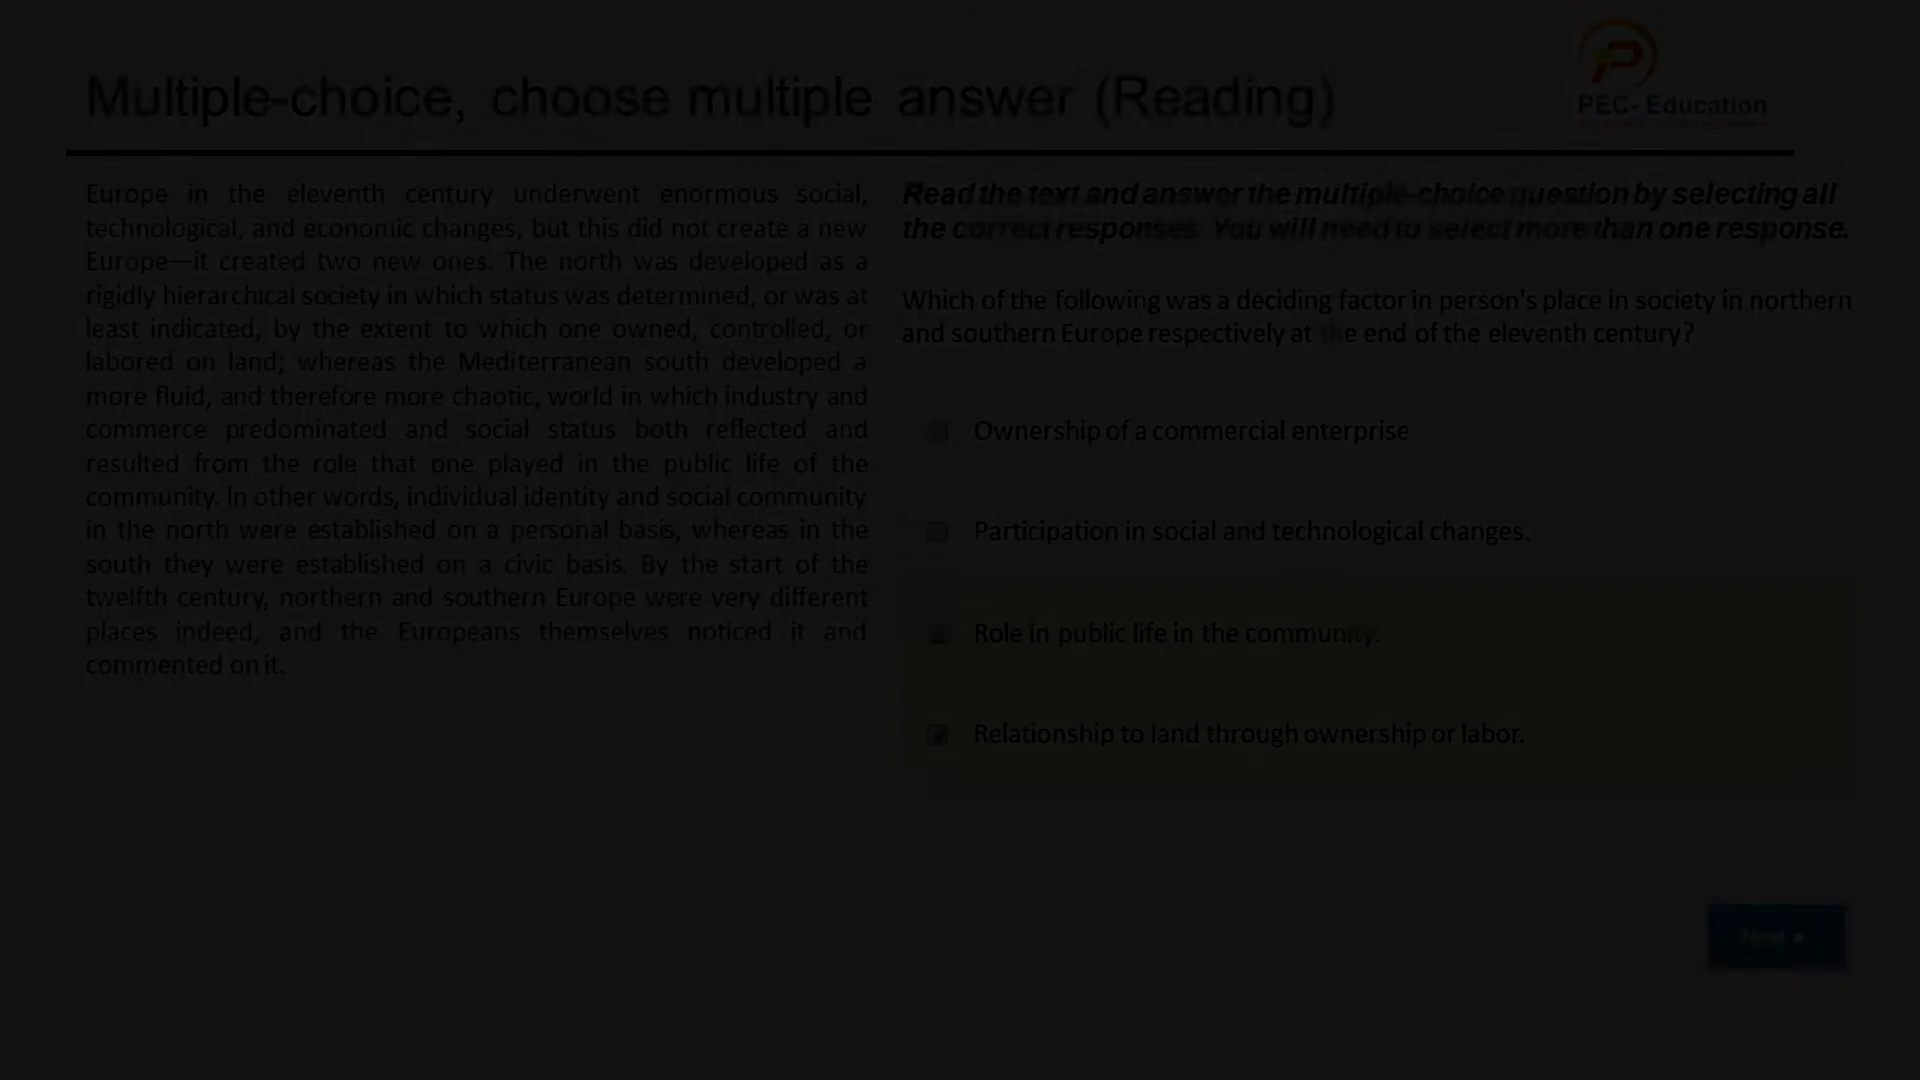 Multiple-choice, choose multiple answer (Reading)
PEC- Education
Europe in the eleventh century underwent enormous social,
technological, and economic changes, but this did not create a new
Europe—it created two new ones. The north was developed as a
rigidly hierarchical society in which status was determined, or was at
least indicated, by the extent to which one owned, controlled, or
labored on land; whereas the Mediterranean south developed a
more fluid, and therefore more chaotic, world in which industry and
commerce predominated and social status both reflected and
resulted from the role that one played in the public life of the
community. In other words, individual identity and social community
in the north were established on a personal basis, whereas in the
south they were established on a civic basis. By the start of the
twelfth century, northern and southern Europe were very different
places indeed, and the Europeans themselves noticed it and
commented on it.
Read the text and answer the multiple-choice question by selecting all
the correct responses. You will need to select more than one response.
Which of the following was a deciding factor in person's place in society in northern
and southern Europe respectively at the end of the eleventh century?
Ownership of a commercial enterprise
Participation in social and technological changes.
Role in public life in the community.
Relationship to land through ownership or labor.
Next